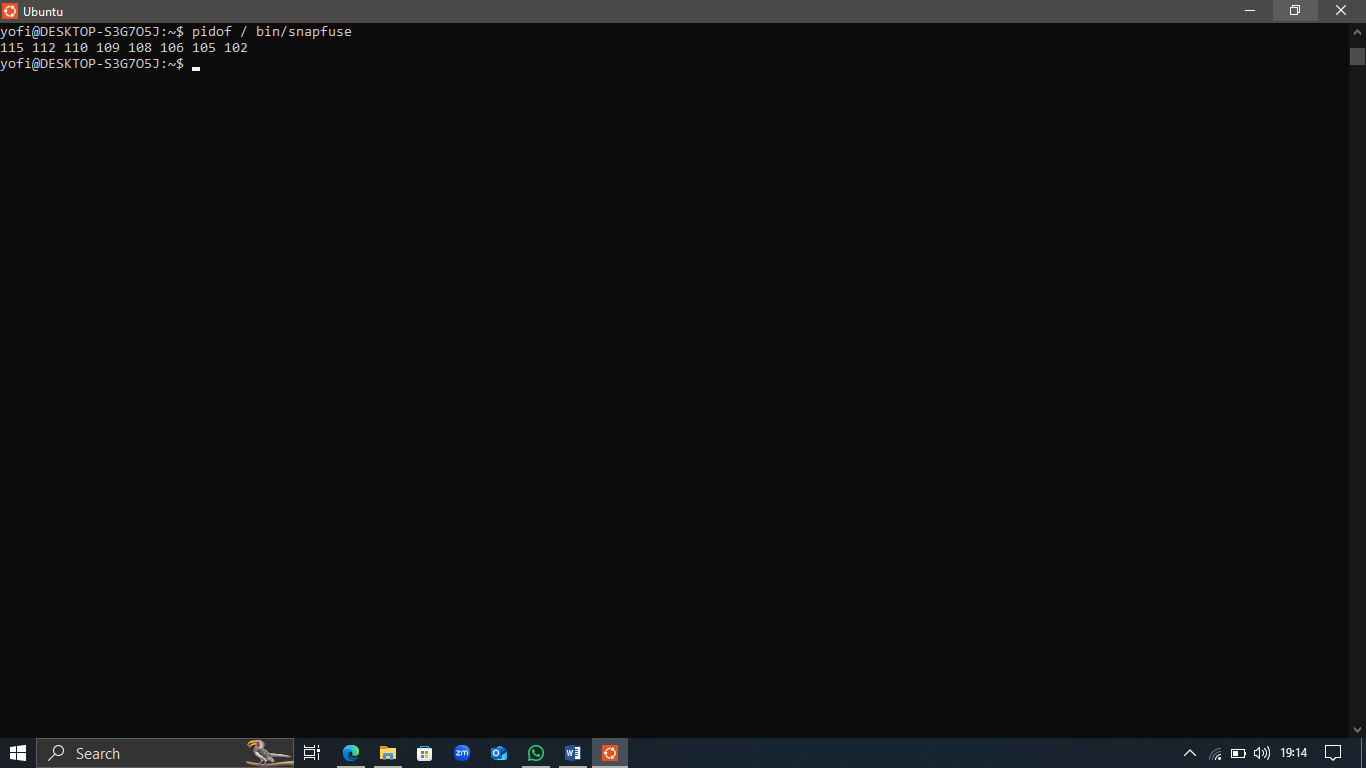 Ubuntu
yofi@DESKTOP-S3G7O5J:~$ pidof / bin/snapfuse
115 112 110 109 108 106 105 102
yofi@DESKTOP-S3G7O5J:~$
Search
zm
W
19:14